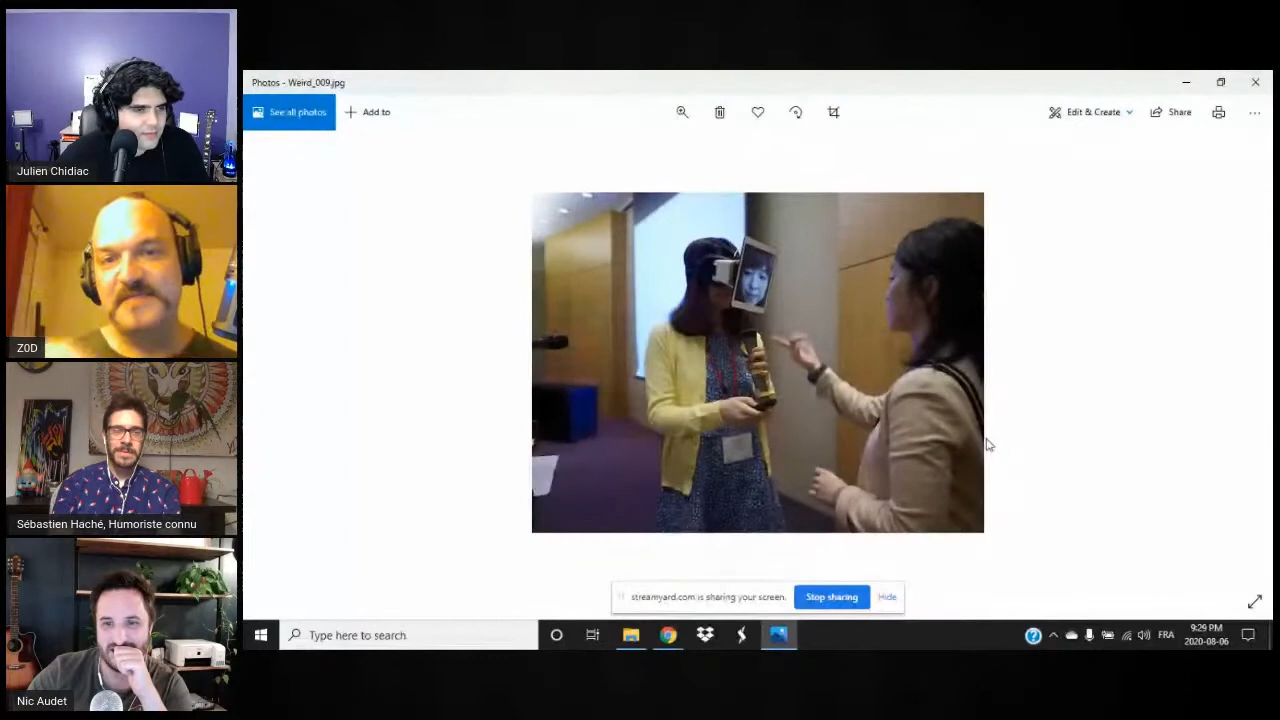 Julien Chidiac
Z0D
Sébastien Haché, Humoriste connu
Nic Audet
Photos - Weird_009.jpg
See all photos
Add to
Edit & Create
Share
streamyard.com is sharing your screen.
Stop sharing
Hide
Type here to search
FRA
9:29 PM
2020-08-06